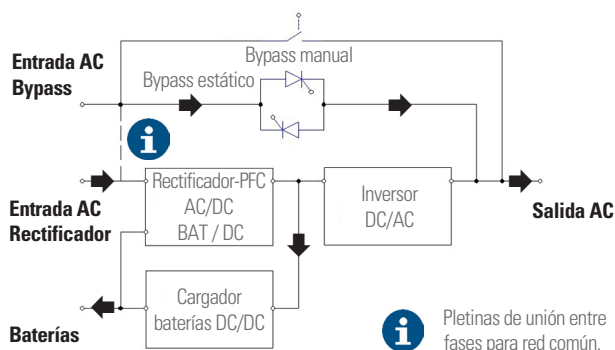 Entrada AC
Bypass
Bypass manual
Bypass estático
i
Entrada AC
Rectificador
Rectificador-PFC
AC/DC
BAT / DC
Inversor
DC/AC
Salida AC
Cargador
baterías DC/DC
Baterías
i
Pletinas de unión entre
fases para red común.